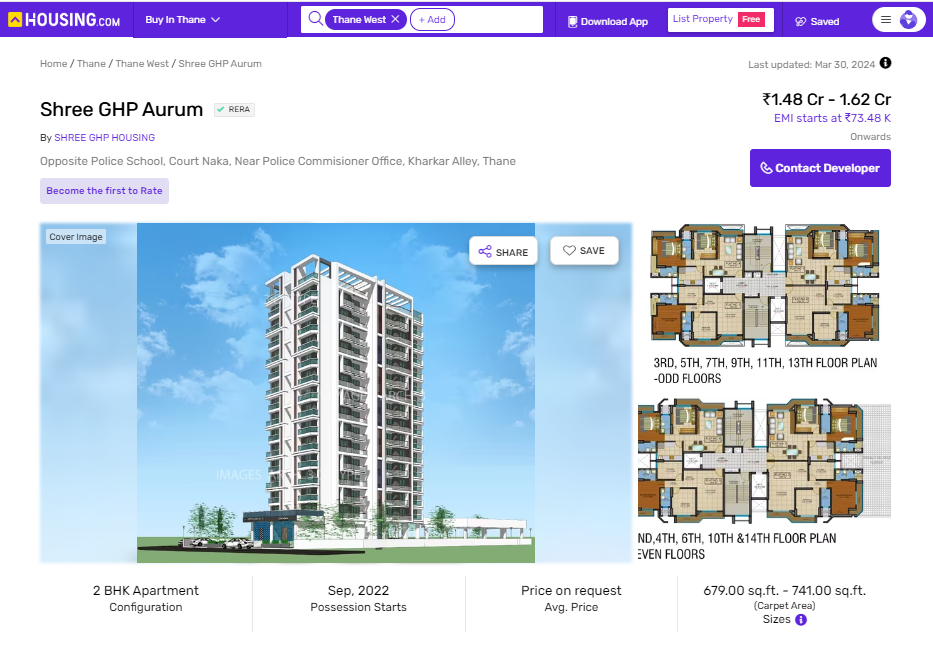 HOUSING.COM
Buy In Thane
Thane West
+ Add
Download App
List Property Free
Saved
Home / Thane / Thane West / Shree GHP Aurum
Last updated: Mar 30, 2024
Shree GHP Aurum
RERA
₹1.48 Cr - 1.62 Cr
EMI starts at ₹73.48 K
Onwards
By SHREE GHP HOUSING
Opposite Police School, Court Naka, Near Police Commisioner Office, Kharkar Alley, Thane
Contact Developer
Become the first to Rate
Cover Image
SHARE
SAVE
IMAGES
3RD, 5TH, 7TH, 9TH, 11TH, 13TH FLOOR PLAN
-ODD FLOORS
ND,4TH, 6TH, 10TH &14TH FLOOR PLAN
EVEN FLOORS
2 BHK Apartment
Configuration
Sep, 2022
Possession Starts
Price on request
Avg. Price
679.00 sq.ft. - 741.00 sq.ft.
(Carpet Area)
Sizes